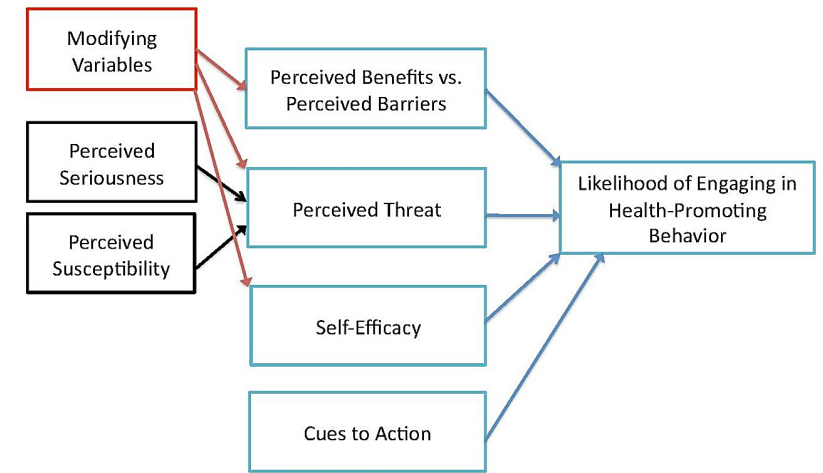 Modifying
Variables
Perceived Benefits vs.
Perceived Barriers
Perceived
Seriousness
Perceived Threat
Likelihood of Engaging in
Health-Promoting
Behavior
Perceived
Susceptibility
Self-Efficacy
Cues to Action